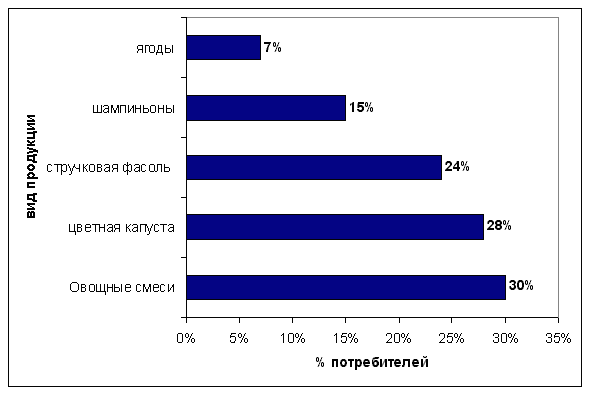 ягоды
7%
шампиньоны
15%
стручковая фасоль
24%
цветная капуста
28%
Овощные смеси
30%
вид продукции
0% 5% 10% 15% 20% 25% 30% 35%
% потребителей